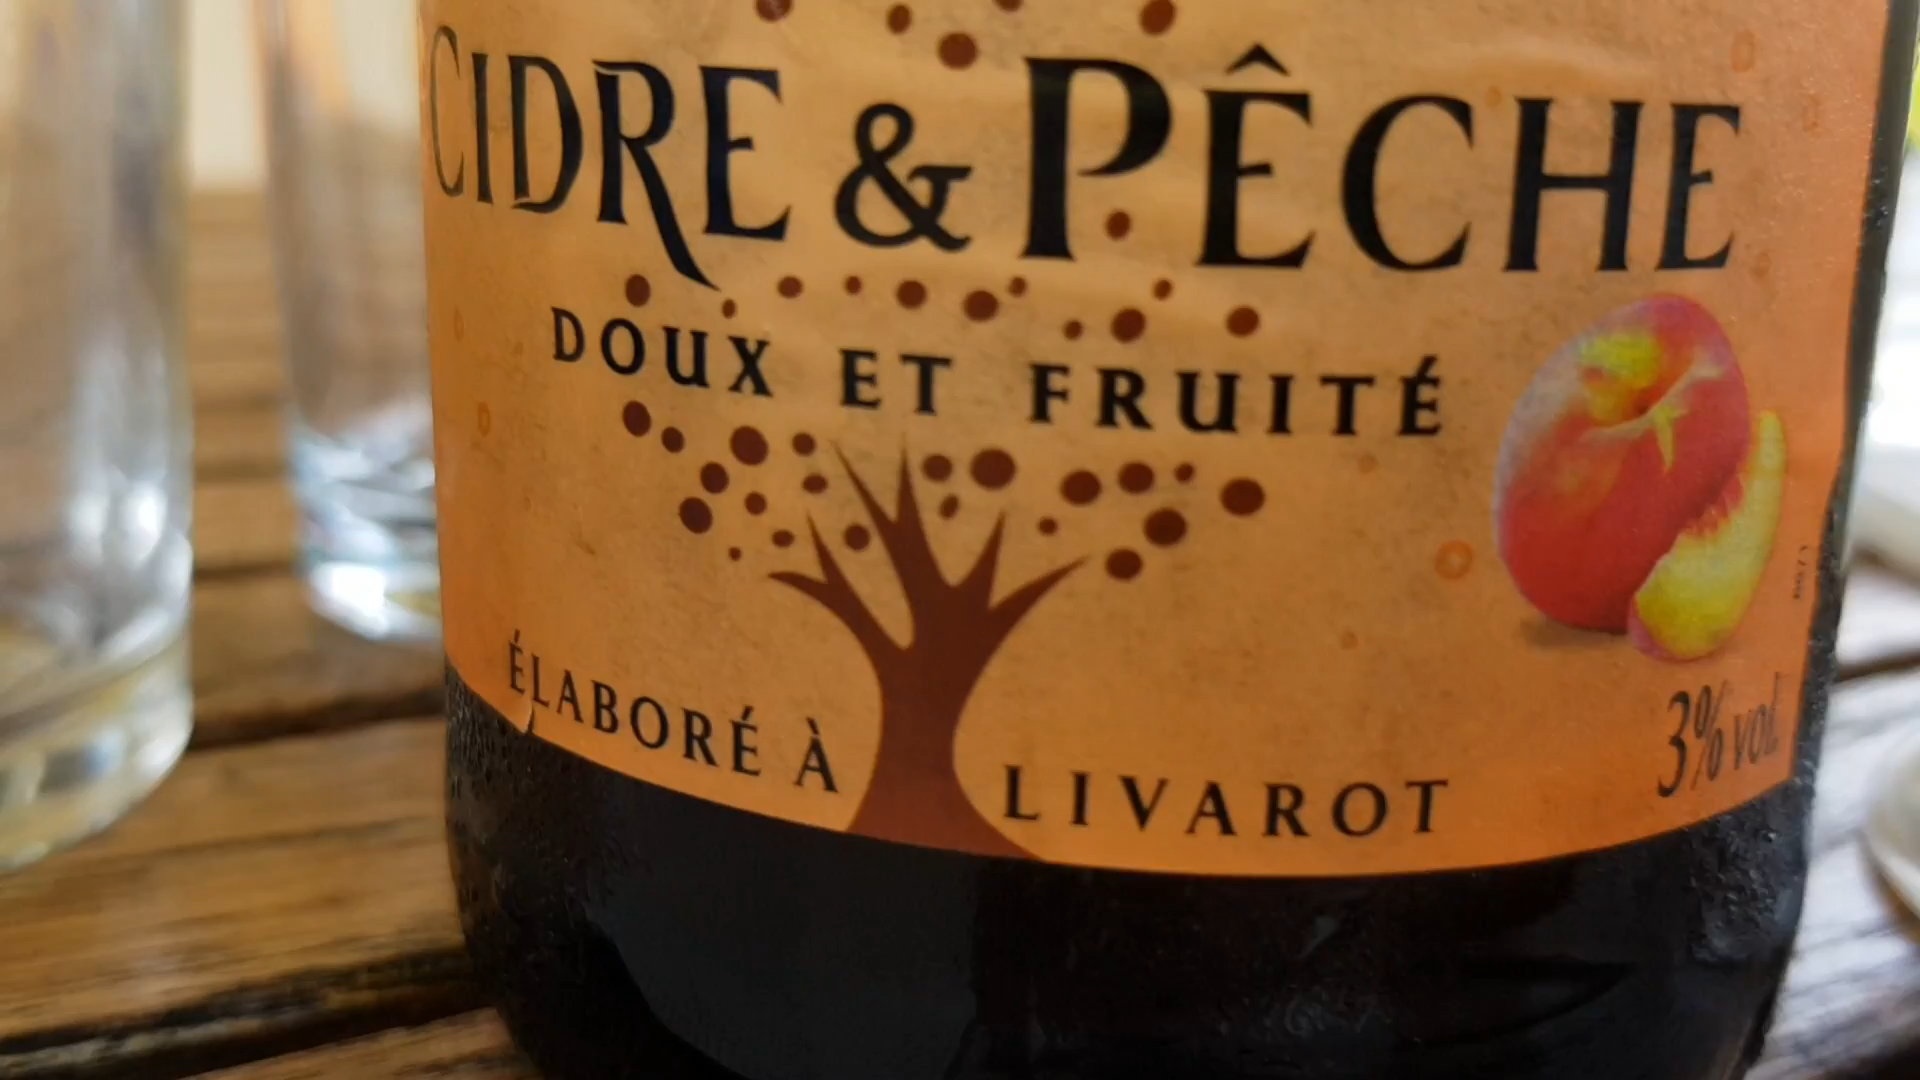 CIDRE & PÊCHE
DOUX ET FRUITÉ
ÉLABORÉ À LIVAROT
3% vol.